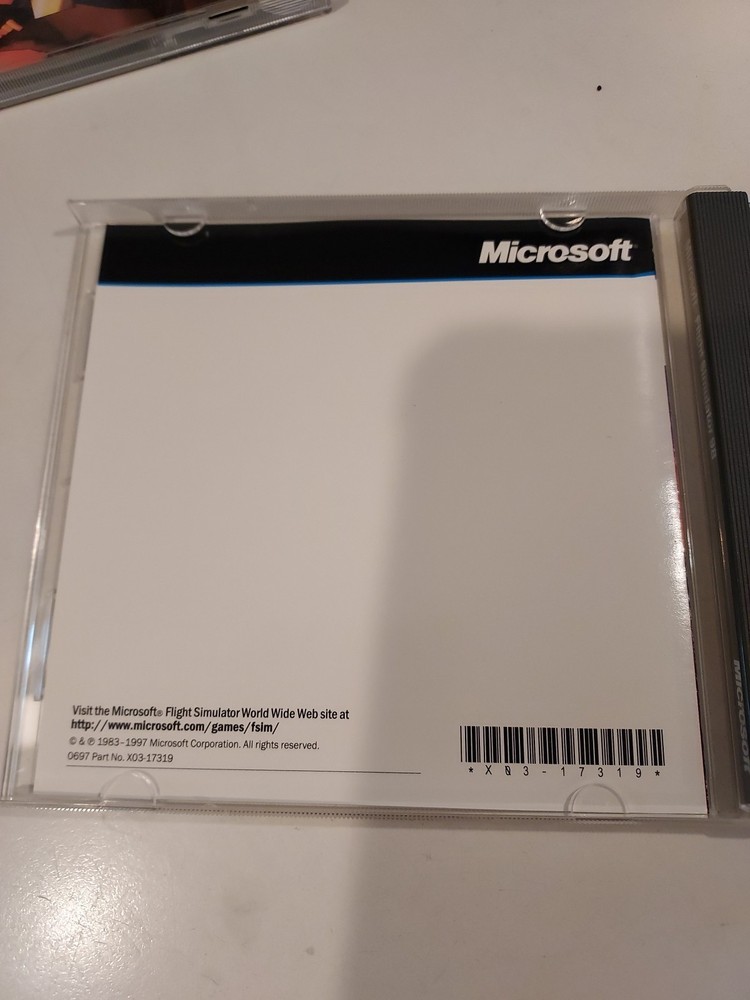 Microsoft
Visit the Microsoft® Flight Simulator World Wide Web site at
http://www.microsoft.com/games/fsim/
© & ℗ 1983–1997 Microsoft Corporation. All rights reserved.
0697 Part No. X03-17319
*X03-17319*
Microsoft